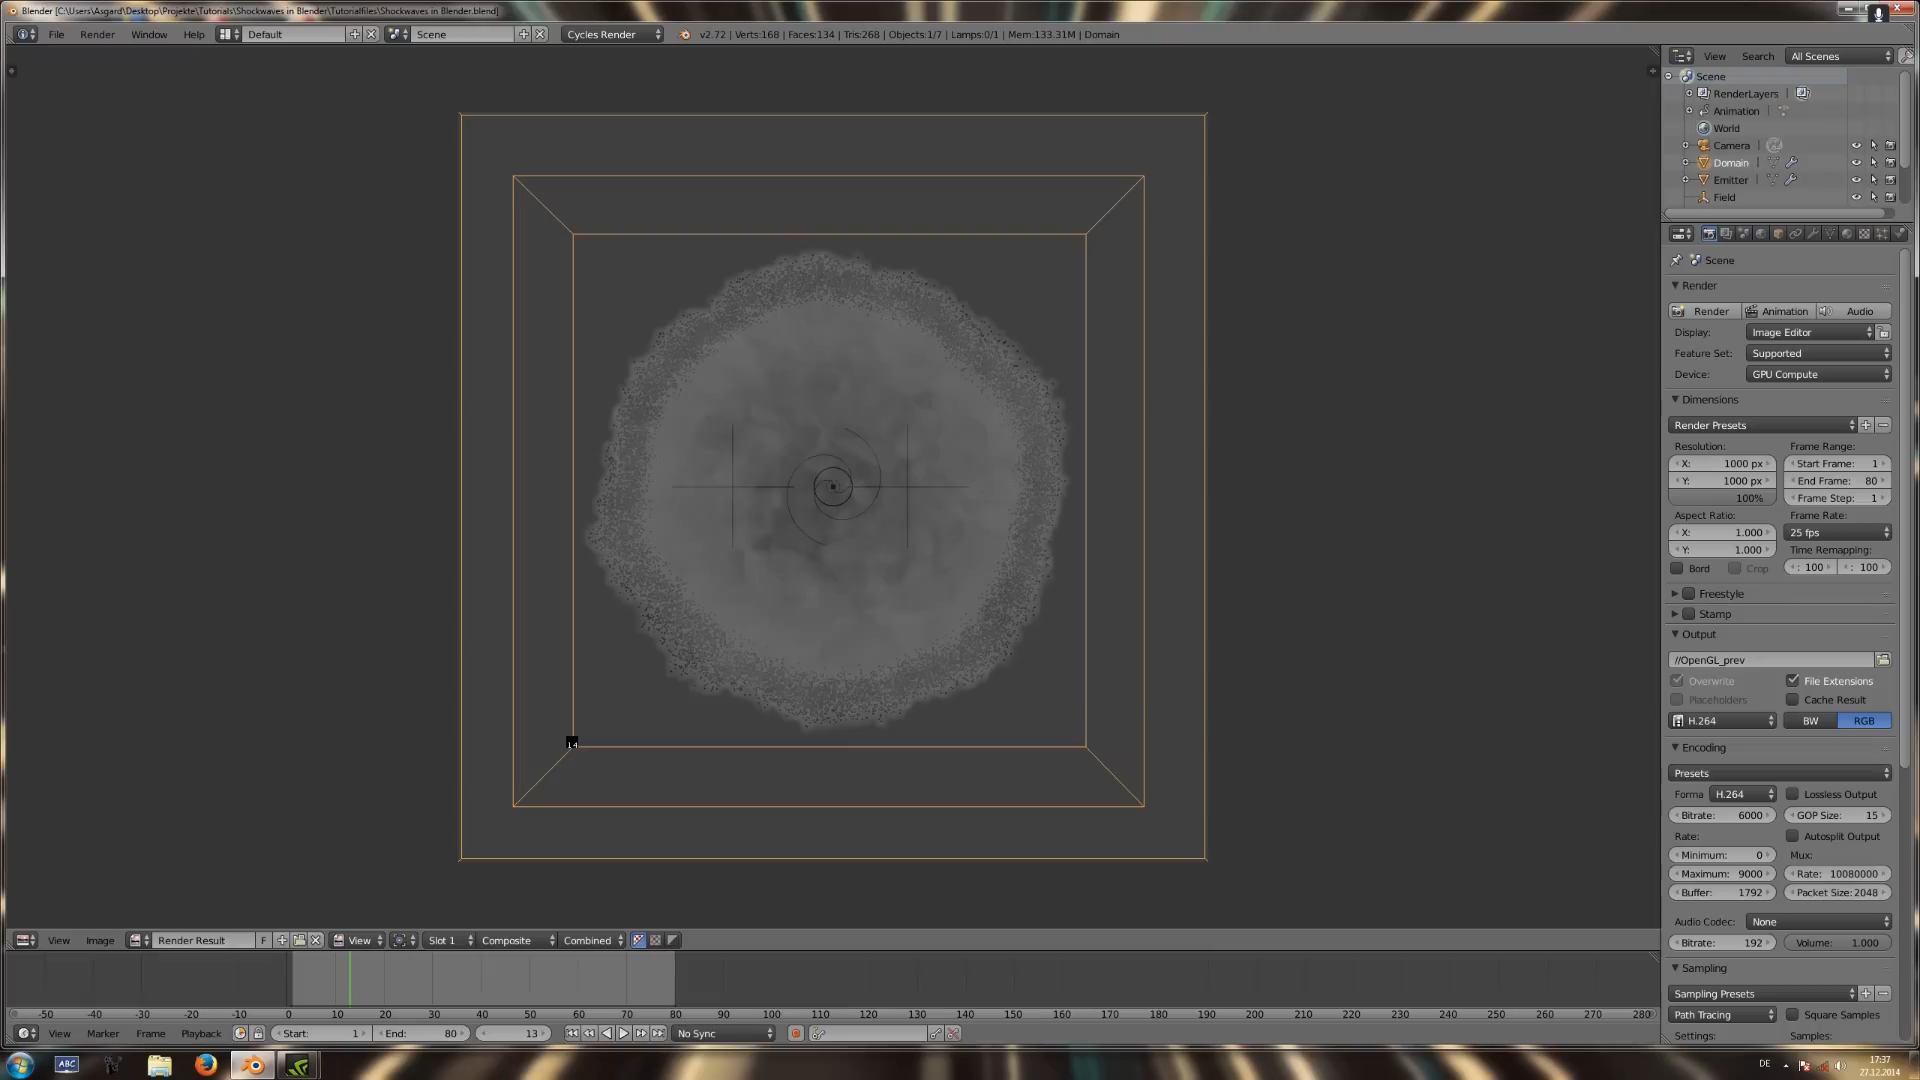 Blender [C:\Users\Asgard\Desktop\Projekte\Tutorials\Shockwaves in Blender\Tutorialfiles\Shockwaves in Blender.blend]
File Render Window Help Default Scene Cycles Render v2.72 | Verts:168 | Faces:134 | Tris:268 | Objects:1/7 | Lamps:0/1 | Mem:133.31M | Domain
View Search All Scenes
Scene
RenderLayers
Animation
World
Camera
Domain
Emitter
Field
Scene
Render
Render Animation Audio
Display: Image Editor
Feature Set: Supported
Device: GPU Compute
Dimensions
Render Presets
Resolution: Frame Range:
X: 1000 px Start Frame: 1
Y: 1000 px End Frame: 80
100% Frame Step: 1
Aspect Ratio: Frame Rate:
X: 1.000 25 fps
Y: 1.000 Time Remapping:
Bord Crop : 100 : 100
Freestyle
Stamp
Output
//OpenGL_prev
Overwrite File Extensions
Placeholders Cache Result
H.264 BW RGB
Encoding
Presets
Forma H.264 Lossless Output
Bitrate: 6000 GOP Size: 15
Rate: Autosplit Output
Minimum: 0 Mux:
Maximum: 9000 Rate: 10080000
Buffer: 1792 Packet Size: 2048
Audio Codec: None
Bitrate: 192 Volume: 1.000
Sampling
Sampling Presets
Path Tracing Square Samples
Settings: Samples:
14
View Image Render Result F View Slot 1 Composite Combined
-50 -40 -30 -20 -10 0 10 20 30 40 50 60 70 80 90 100 110 120 130 140 150 160 170 180 190 200 210 220 230 240 250 260 270 280
View Marker Frame Playback Start: 1 End: 80 13 No Sync
ABC
DE
17:37
27.12.2014